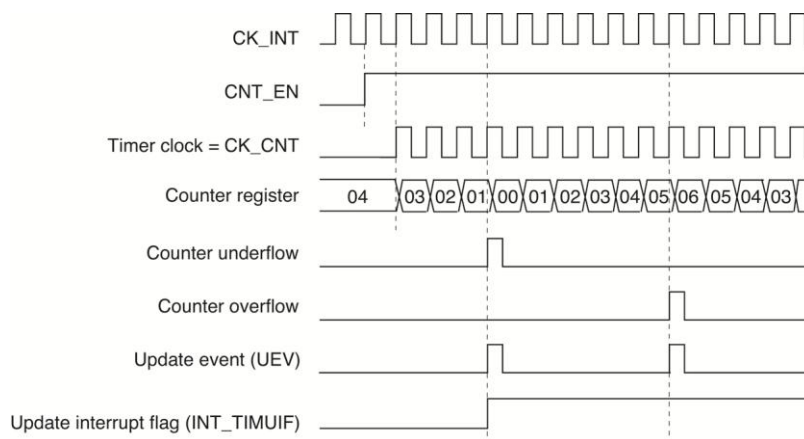 CK_INT
CNT_EN
Timer clock = CK_CNT
Counter register 04 03 02 01 00 01 02 03 04 05 06 05 04 03
Counter underflow
Counter overflow
Update event (UEV)
Update interrupt flag (INT_TIMUIF)